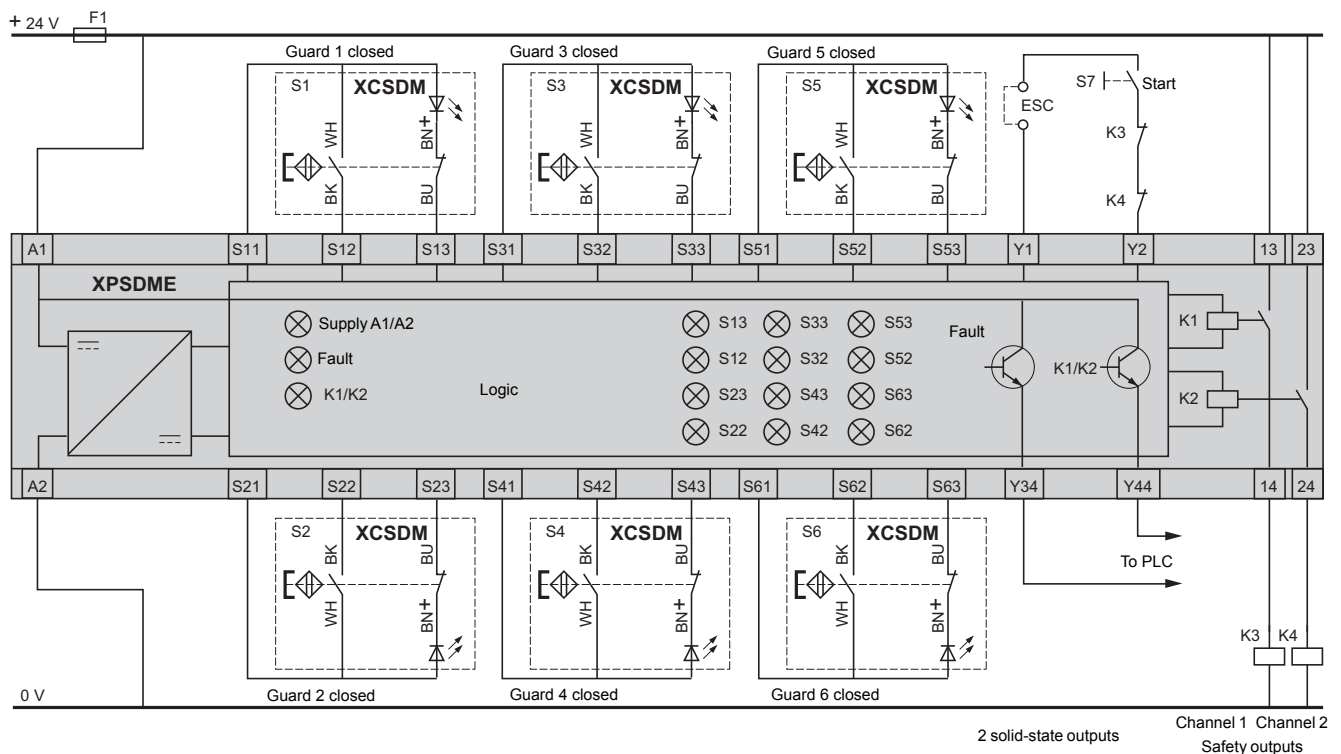 + 24 V
F1
Guard 1 closed
Guard 3 closed
Guard 5 closed
S1
XCSDM
WH
BN+
BK
BU
S3
XCSDM
WH
BN+
BK
BU
S5
XCSDM
WH
BN+
BK
BU
ESC
S7
Start
K3
K4
A1
S11
S12
S13
S31
S32
S33
S51
S52
S53
Y1
Y2
13
23
XPSDME
Supply A1/A2
Fault
K1/K2
Logic
S13
S33
S53
S12
S32
S52
S23
S43
S63
S22
S42
S62
Fault
K1/K2
K1
K2
A2
S21
S22
S23
S41
S42
S43
S61
S62
S63
Y34
Y44
14
24
S2
XCSDM
BK
BU
WH
BN+
S4
XCSDM
BK
BU
WH
BN+
S6
XCSDM
BK
BU
WH
BN+
To PLC
K3
K4
Guard 2 closed
Guard 4 closed
Guard 6 closed
0 V
2 solid-state outputs
Channel 1
Channel 2
Safety outputs